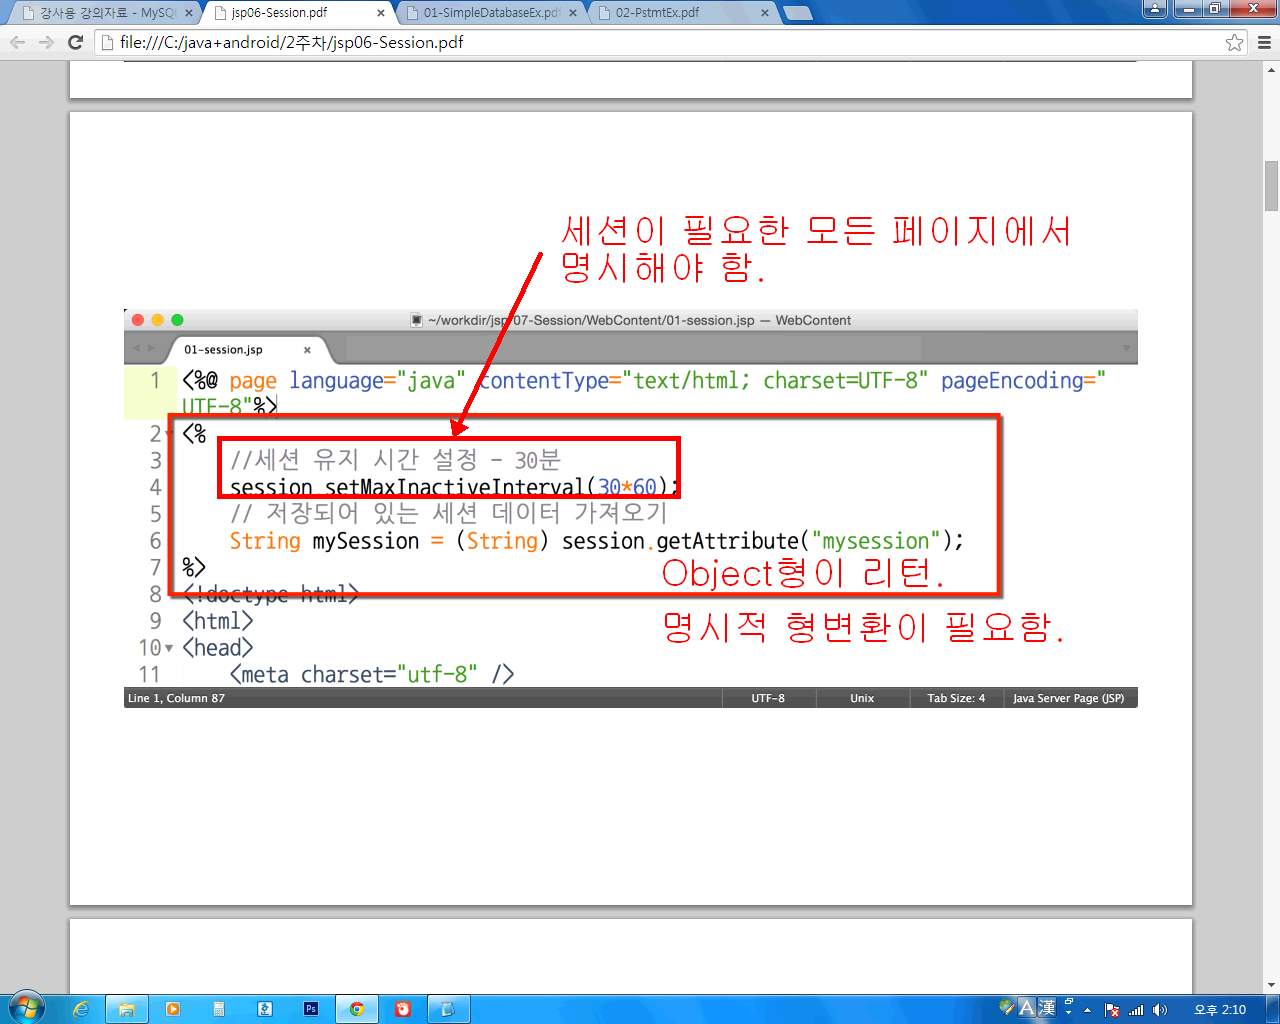 강사용 강의자료 - MySQL
jsp06-Session.pdf
01-SimpleDatabaseEx.pdf
02-PstmtEx.pdf
file:///C:/java+android/2주차/jsp06-Session.pdf
세션이 필요한 모든 페이지에서
명시해야 함.
~/workdir/jsp/07-Session/WebContent/01-session.jsp — WebContent
01-session.jsp
1 <%@ page language="java" contentType="text/html; charset=UTF-8" pageEncoding="
UTF-8"%>
2 <%
3 //세션 유지 시간 설정 - 30분
4 session.setMaxInactiveInterval(30*60);
5 // 저장되어 있는 세션 데이터 가져오기
6 String mySession = (String) session.getAttribute("mysession");
7 %>
Object형이 리턴.
8 <!doctype html>
9 <html>
명시적 형변환이 필요함.
10 <head>
11 <meta charset="utf-8" />
Line 1, Column 87
UTF-8
Unix
Tab Size: 4
Java Server Page (JSP)
Ps
A 漢
오후 2:10